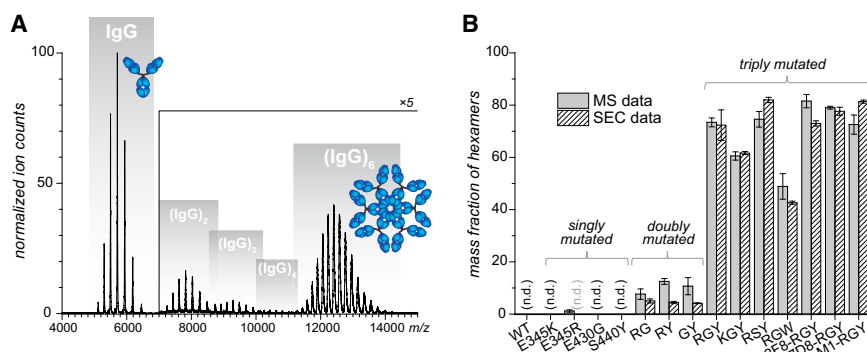 A
IgG
×5
(IgG)₂
(IgG)₃
(IgG)₄
(IgG)₆
normalized ion counts
100
50
0
4000 6000 8000 10000 12000 14000 m/z
B
triply mutated
MS data
SEC data
singly mutated
doubly mutated
mass fraction of hexamers
100
80
60
40
20
0
(n.d.) (n.d.) (n.d.) (n.d.) (n.d.)
WT E345K E345R E430G S440Y RG RY GY RGY KGY RSY RGW